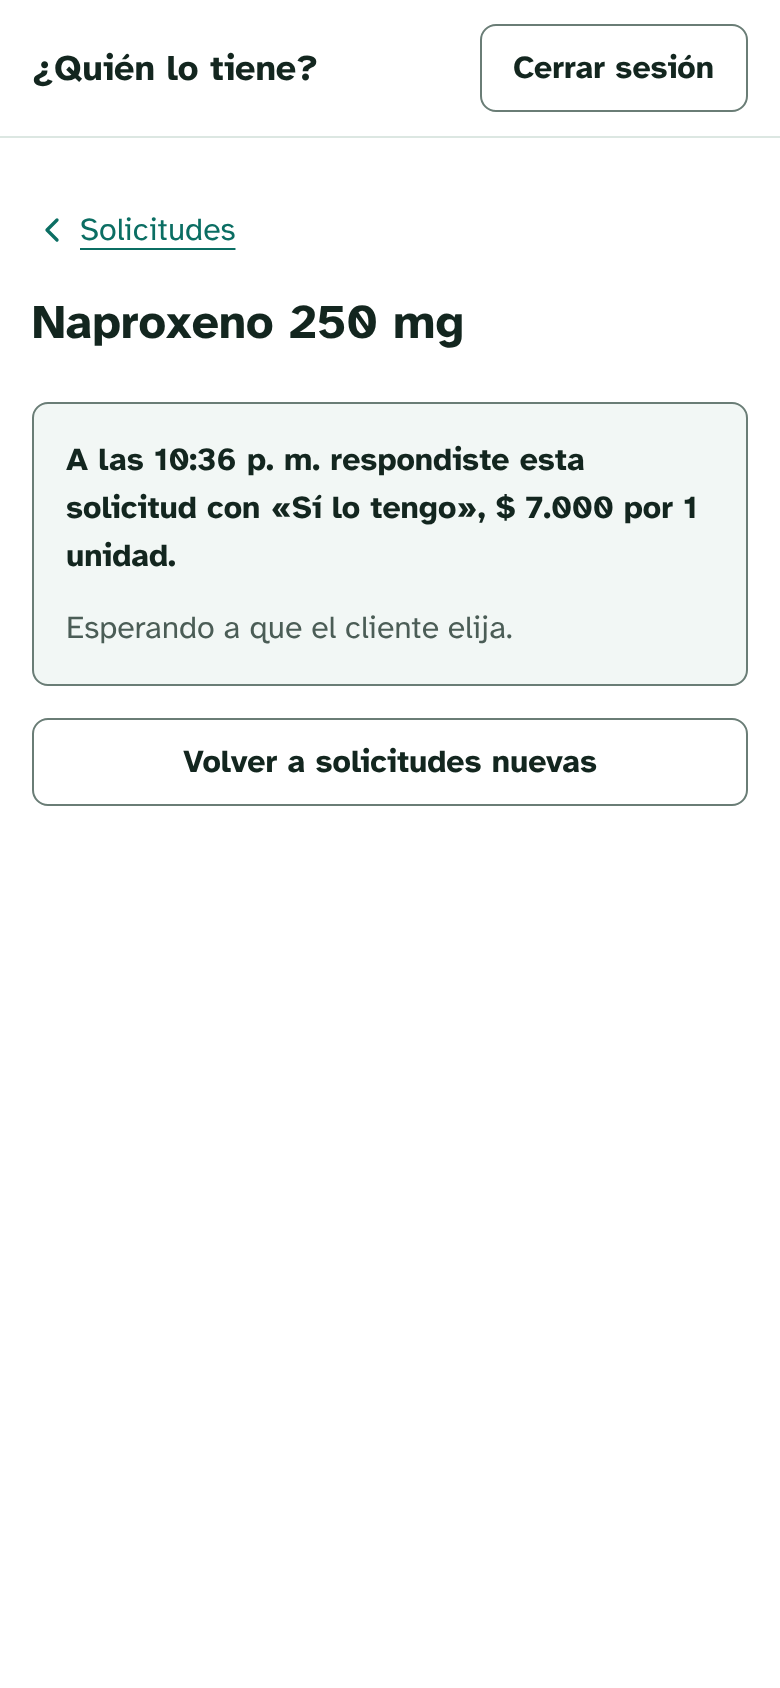 ¿Quién lo tiene?
Cerrar sesión
Solicitudes
Naproxeno 250 mg
A las 10:36 p. m. respondiste esta
solicitud con «Sí lo tengo», $ 7.000 por 1
unidad.
Esperando a que el cliente elija.
Volver a solicitudes nuevas